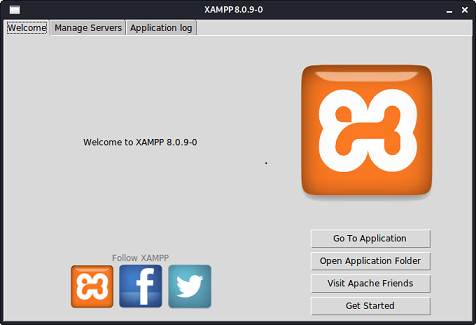 XAMPP 8.0.9-0
Welcome
Manage Servers
Application log
Welcome to XAMPP 8.0.9-0
Go To Application
Open Application Folder
Visit Apache Friends
Get Started
Follow XAMPP